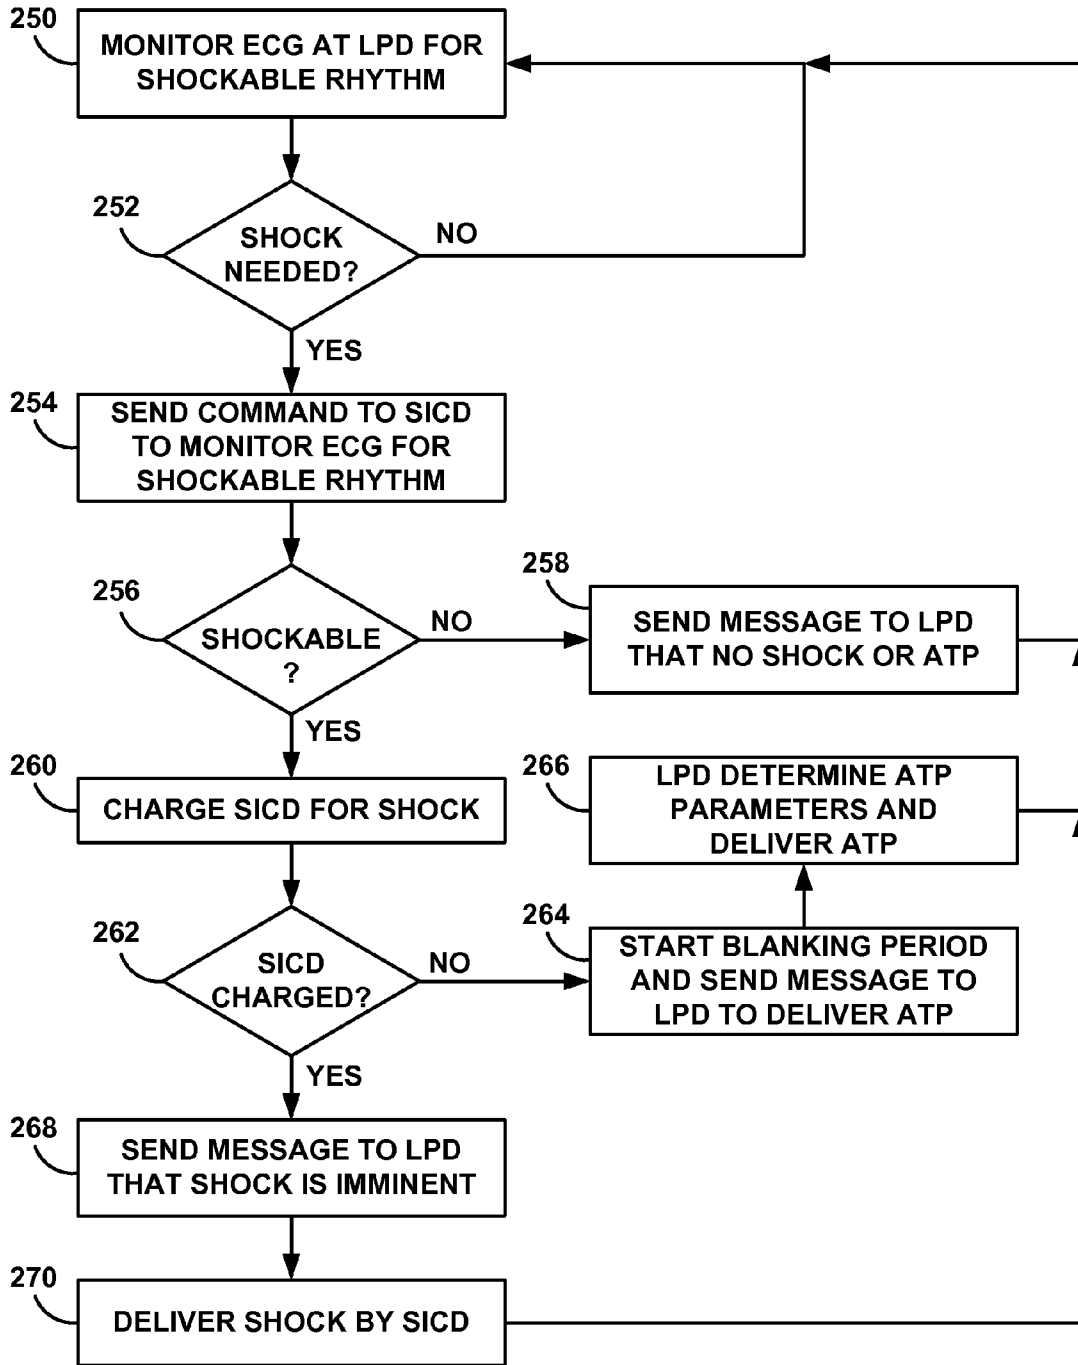 250
MONITOR ECG AT LPD FOR
SHOCKABLE RHYTHM
252
SHOCK
NEEDED?
NO
YES
254
SEND COMMAND TO SICD
TO MONITOR ECG FOR
SHOCKABLE RHYTHM
256
SHOCKABLE
?
NO
YES
258
SEND MESSAGE TO LPD
THAT NO SHOCK OR ATP
260
CHARGE SICD FOR SHOCK
266
LPD DETERMINE ATP
PARAMETERS AND
DELIVER ATP
262
SICD
CHARGED?
NO
YES
264
START BLANKING PERIOD
AND SEND MESSAGE TO
LPD TO DELIVER ATP
268
SEND MESSAGE TO LPD
THAT SHOCK IS IMMINENT
270
DELIVER SHOCK BY SICD